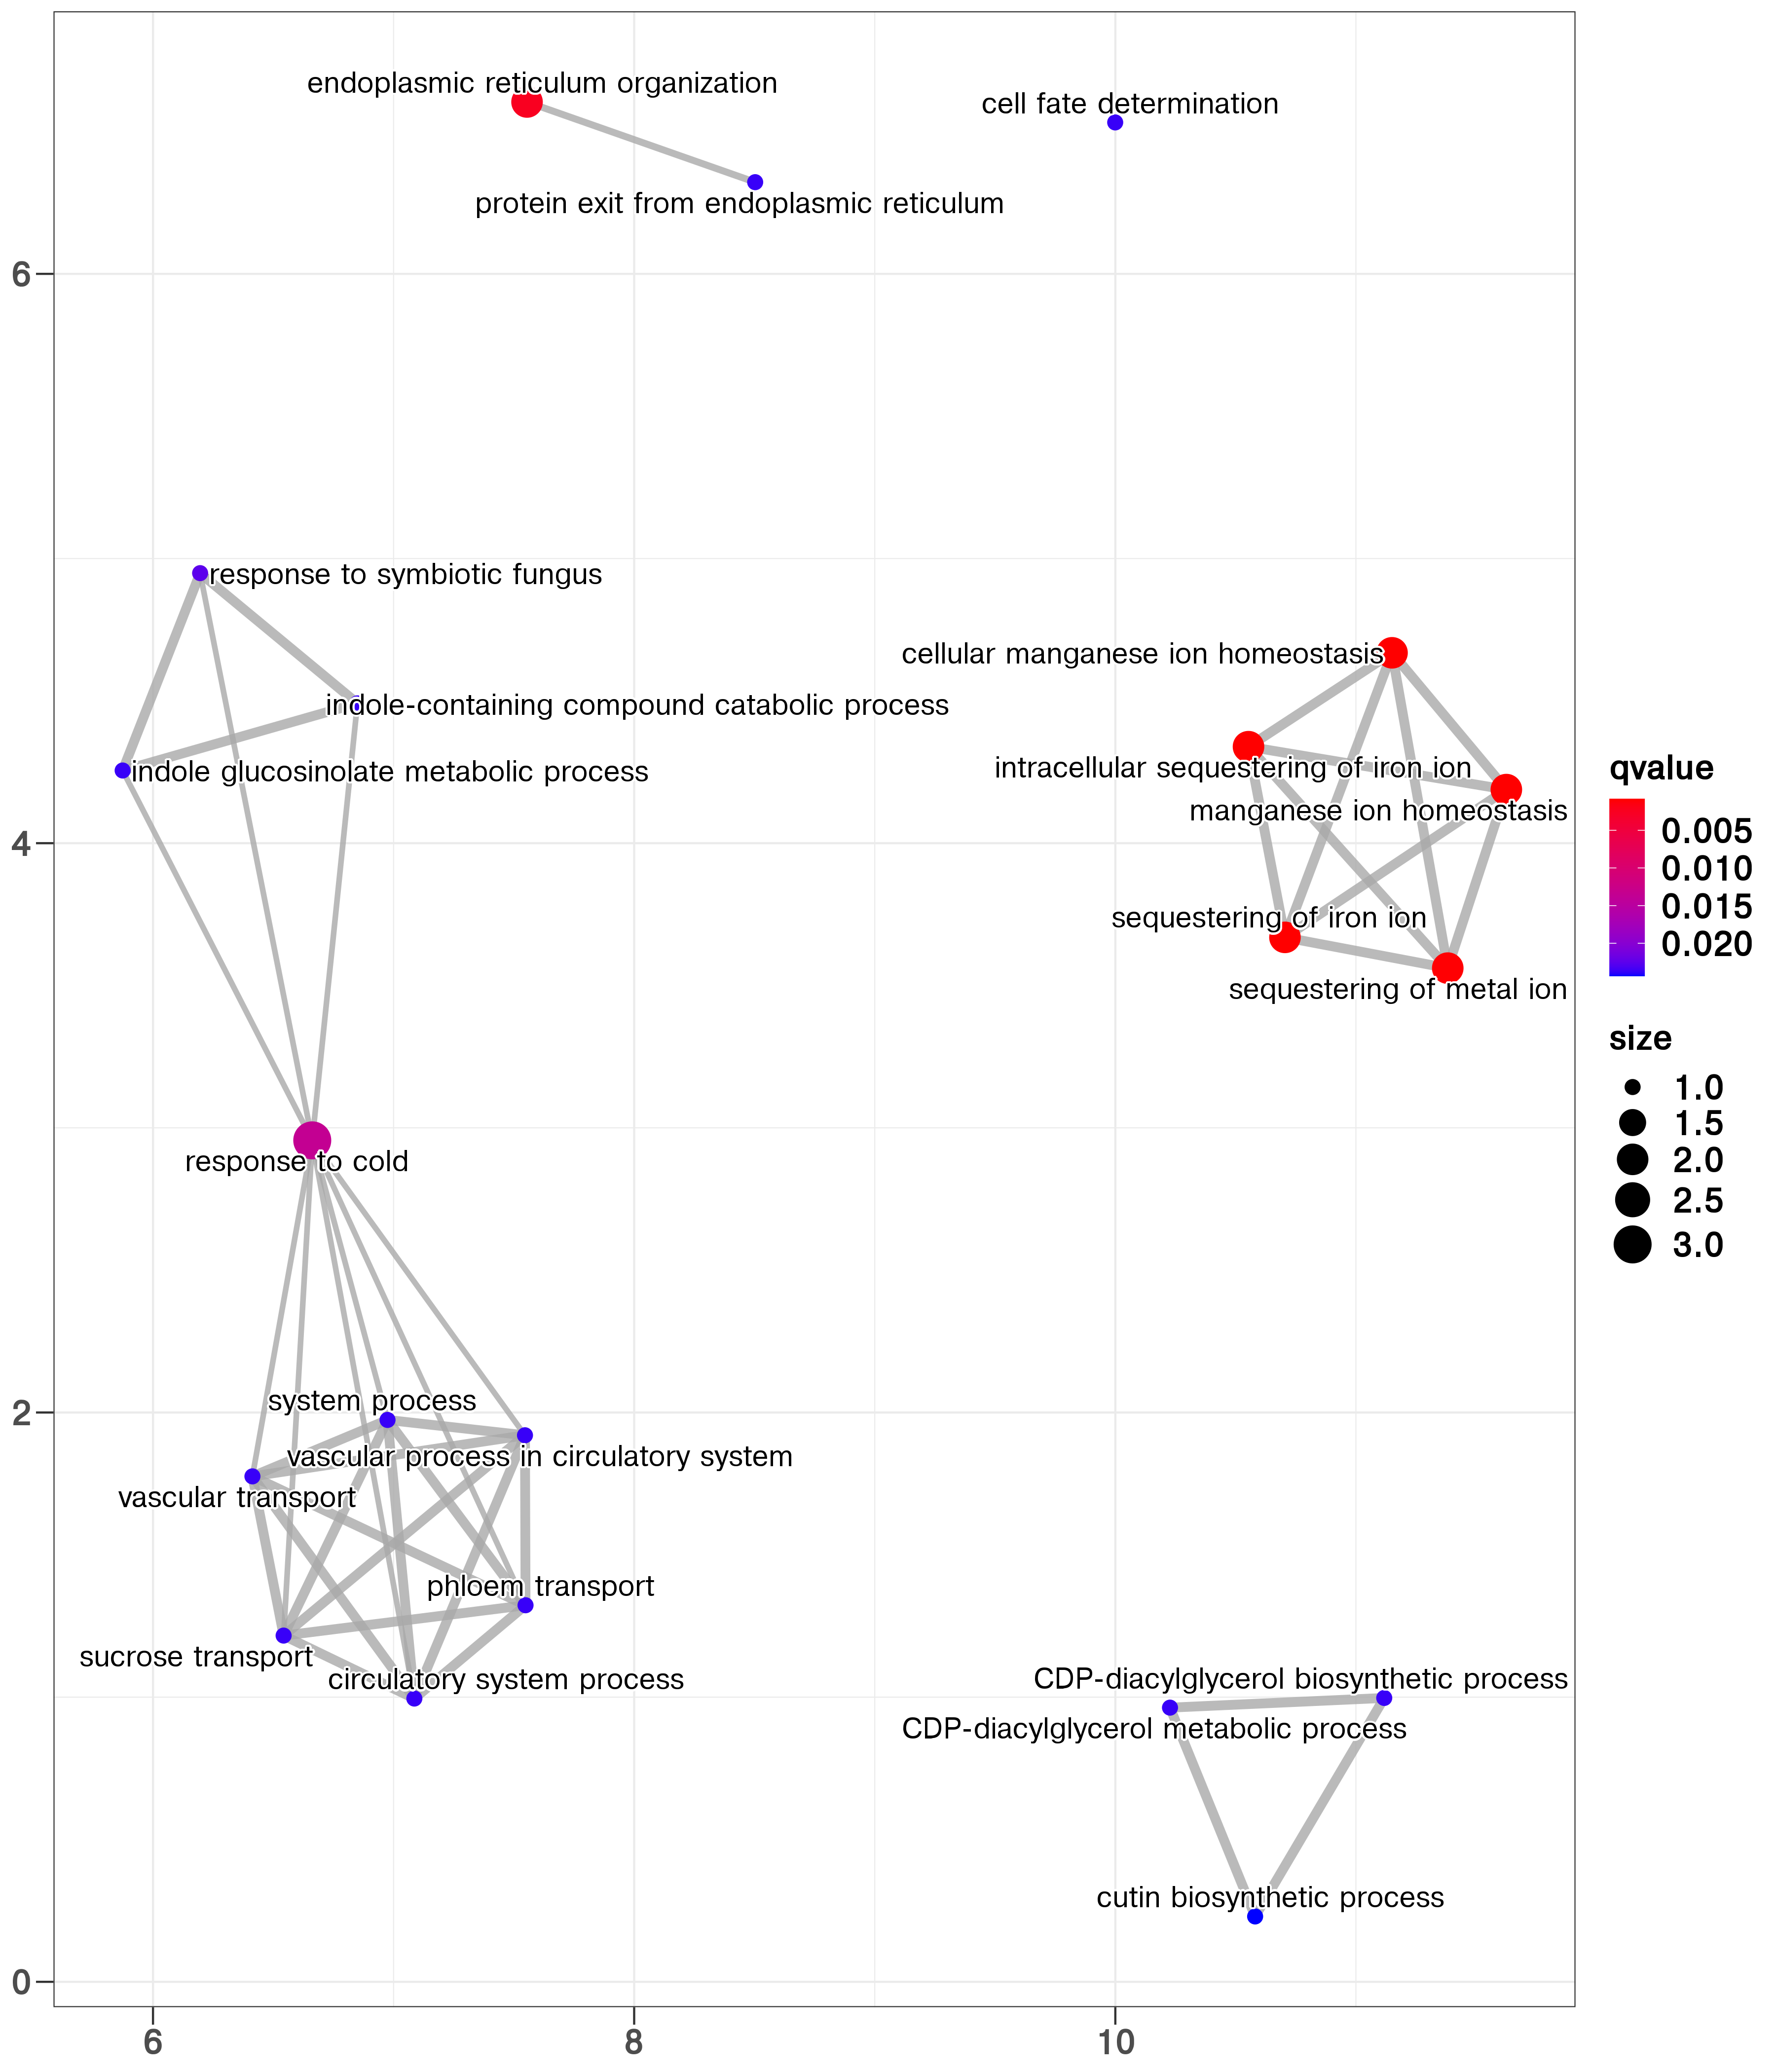 endoplasmic reticulum organization
cell fate determination
protein exit from endoplasmic reticulum
6
response to symbiotic fungus
cellular manganese ion homeostasis
indole-containing compound catabolic process
indole glucosinolate metabolic process
intracellular sequestering of iron ion
manganese ion homeostasis
4
sequestering of iron ion
sequestering of metal ion
response to cold
system process
2
vascular process in circulatory system
vascular transport
phloem transport
sucrose transport
circulatory system process
CDP-diacylglycerol biosynthetic process
CDP-diacylglycerol metabolic process
cutin biosynthetic process
0
6 8 10
qvalue
0.005
0.010
0.015
0.020
size
1.0
1.5
2.0
2.5
3.0